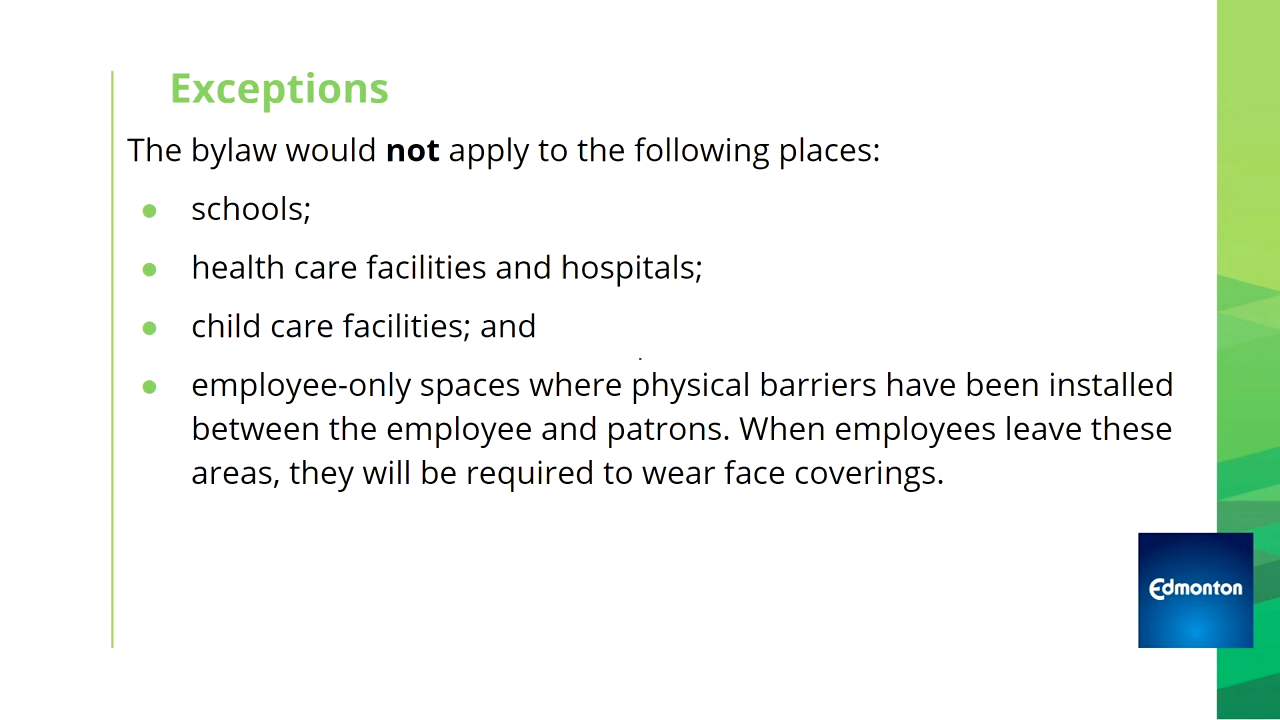 Exceptions
The bylaw would not apply to the following places:
● schools;
● health care facilities and hospitals;
● child care facilities; and
● employee-only spaces where physical barriers have been installed
between the employee and patrons. When employees leave these
areas, they will be required to wear face coverings.
Edmonton